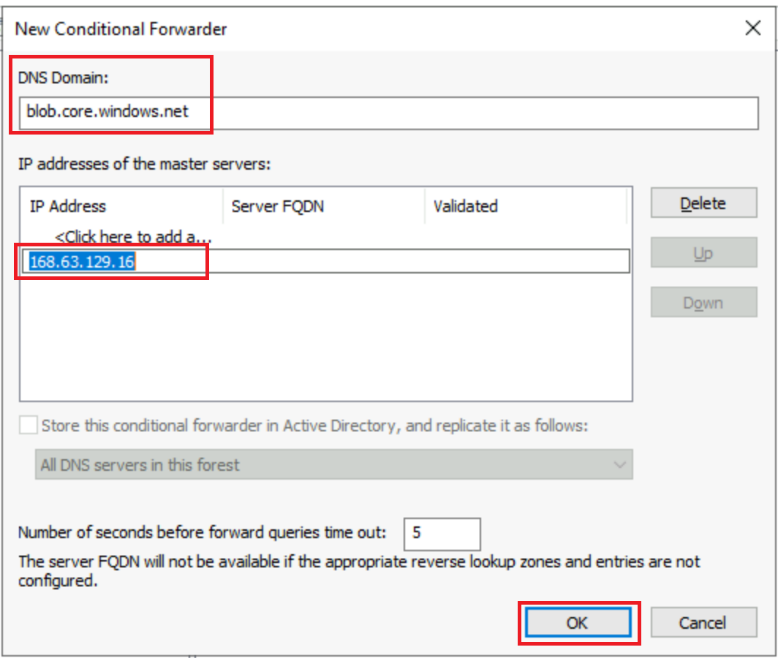 New Conditional Forwarder
DNS Domain:
blob.core.windows.net
IP addresses of the master servers:
IP Address Server FQDN Validated
<Click here to add a...
168.63.129.16
Delete
Up
Down
Store this conditional forwarder in Active Directory, and replicate it as follows:
All DNS servers in this forest
Number of seconds before forward queries time out: 5
The server FQDN will not be available if the appropriate reverse lookup zones and entries are not
configured.
OK Cancel